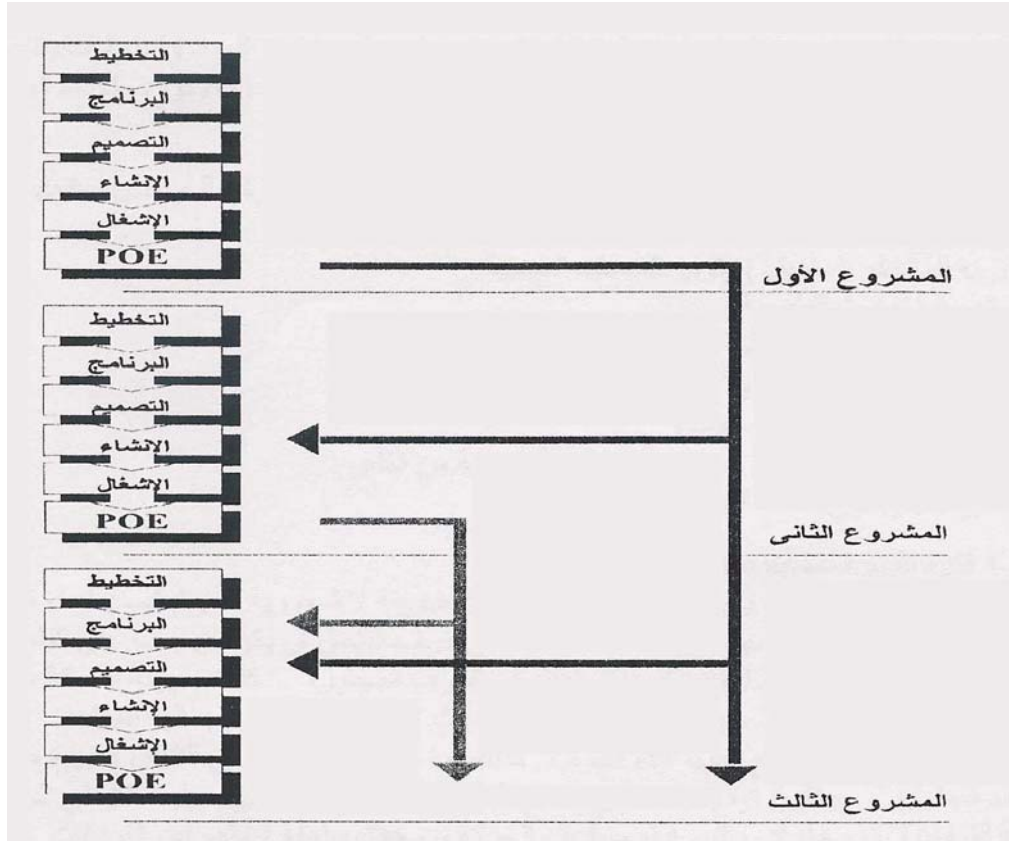 التخطيط
البرنامج
التصميم
الإنشاء
الإشغال
POE
المشروع الأول
التخطيط
البرنامج
التصميم
الإنشاء
الإشغال
POE
المشروع الثانى
التخطيط
البرنامج
التصميم
الإنشاء
الإشغال
POE
المشروع الثالث